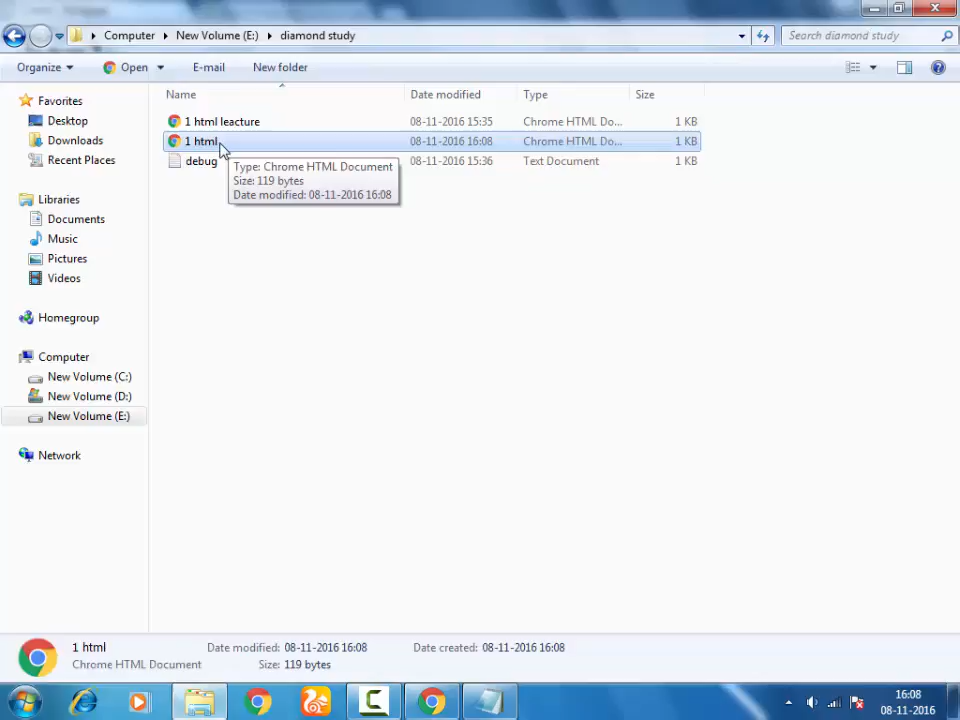 Computer New Volume (E:) diamond study
Search diamond study
Organize Open E-mail New folder
Name Date modified Type Size
1 html leacture 08-11-2016 15:35 Chrome HTML Do... 1 KB
1 html 08-11-2016 16:08 Chrome HTML Do... 1 KB
debug 08-11-2016 15:36 Text Document 1 KB
Type: Chrome HTML Document
Size: 119 bytes
Date modified: 08-11-2016 16:08
Favorites
Desktop
Downloads
Recent Places
Libraries
Documents
Music
Pictures
Videos
Homegroup
Computer
New Volume (C:)
New Volume (D:)
New Volume (E:)
Network
1 html Date modified: 08-11-2016 16:08 Date created: 08-11-2016 16:08
Chrome HTML Document Size: 119 bytes
16:08
08-11-2016